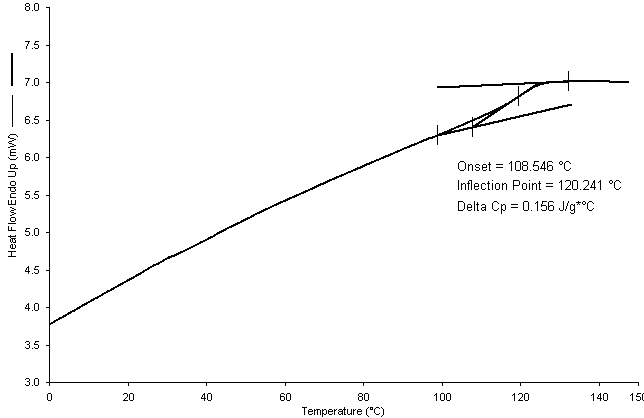 8.0
7.5
7.0
6.5
6.0
5.5
5.0
4.5
4.0
3.5
3.0
Heat Flow Endo Up (mW)
Onset = 108.546 °C
Inflection Point = 120.241 °C
Delta Cp = 0.156 J/g*°C
0 20 40 60 80 100 120 140 150
Temperature (°C)